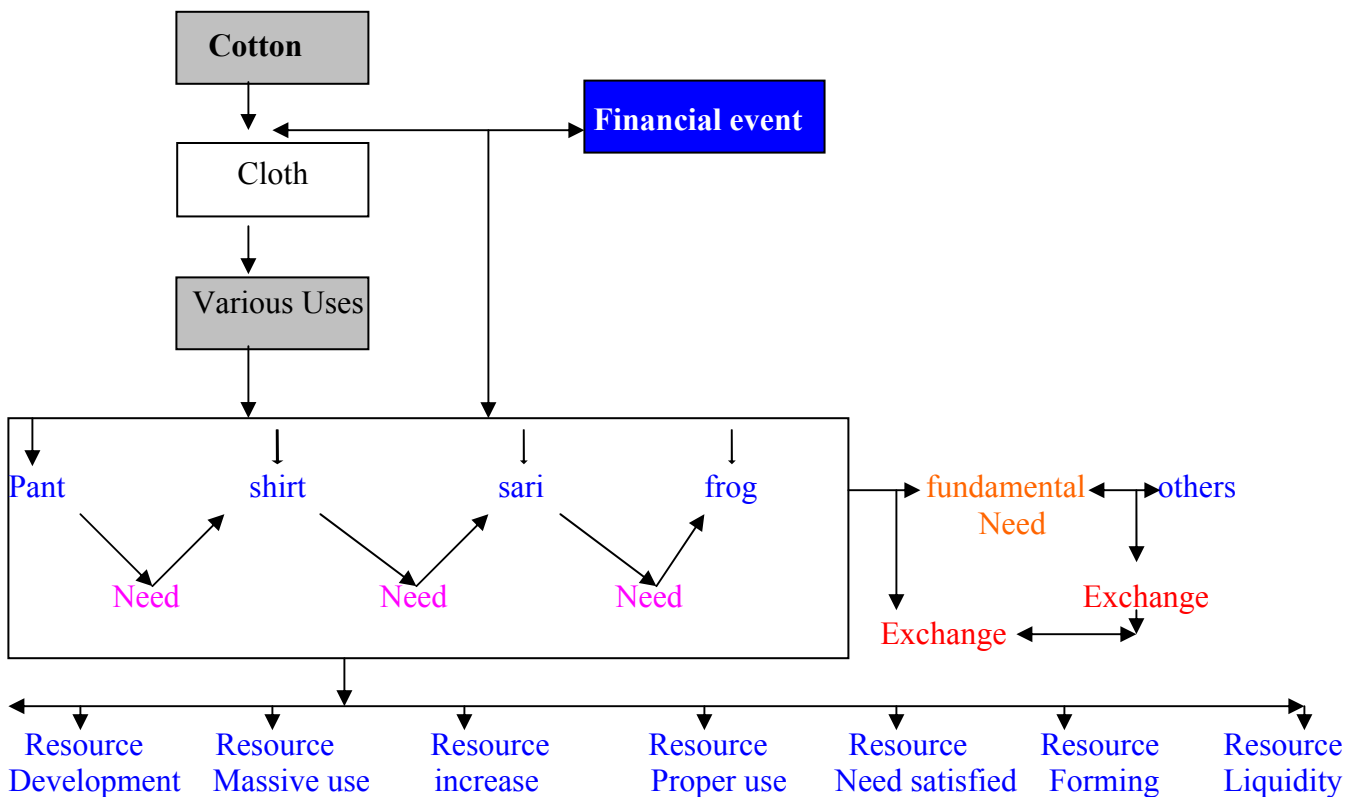 Cotton
Financial event
Cloth
Various Uses
Pant shirt sari frog fundamental others
Need
Need Need Need Exchange
Exchange
Resource Resource Resource Resource Resource Resource Resource
Development Massive use increase Proper use Need satisfied Forming Liquidity